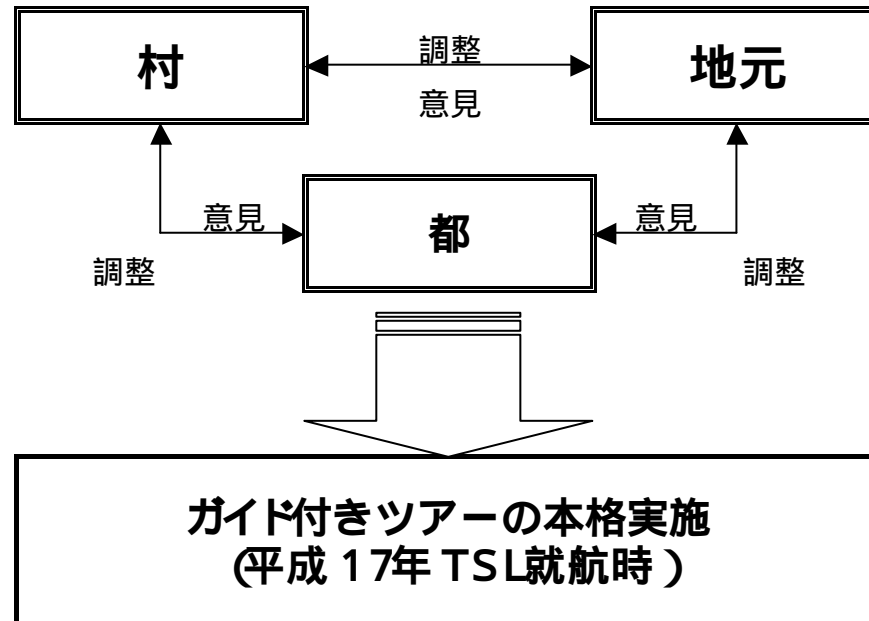 村
調整
地元
意見
意見
都
意見
調整
調整
ガイド付きツアーの本格実施
(平成17年TSL就航時)